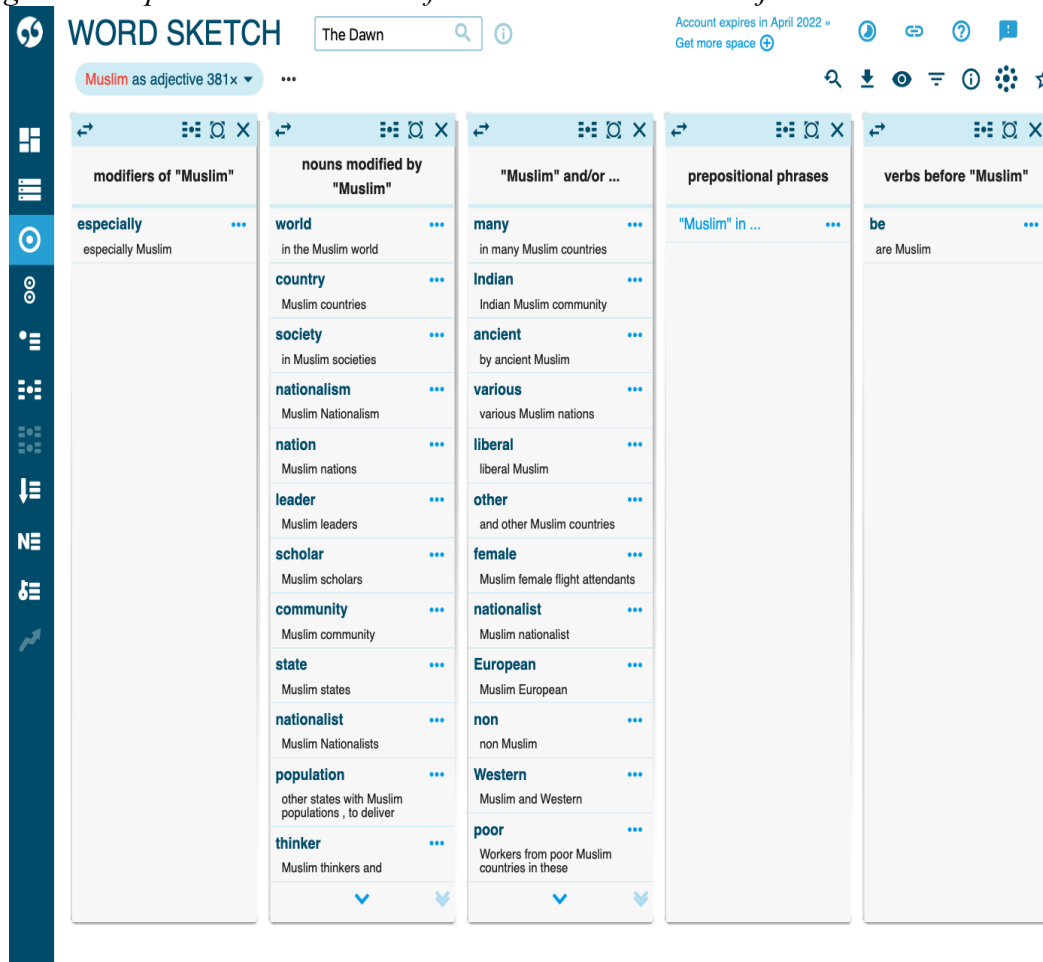 WORD SKETCH
The Dawn
Account expires in April 2022 »
Get more space
Muslim as adjective 381×
modifiers of "Muslim"
especially
especially Muslim
nouns modified by
"Muslim"
world
in the Muslim world
country
Muslim countries
society
in Muslim societies
nationalism
Muslim Nationalism
nation
Muslim nations
leader
Muslim leaders
scholar
Muslim scholars
community
Muslim community
state
Muslim states
nationalist
Muslim Nationalists
population
other states with Muslim
populations , to deliver
thinker
Muslim thinkers and
"Muslim" and/or ...
many
in many Muslim countries
Indian
Indian Muslim community
ancient
by ancient Muslim
various
various Muslim nations
liberal
liberal Muslim
other
and other Muslim countries
female
Muslim female flight attendants
nationalist
Muslim nationalist
European
Muslim European
non
non Muslim
Western
Muslim and Western
poor
Workers from poor Muslim
countries in these
prepositional phrases
"Muslim" in ...
verbs before "Muslim"
be
are Muslim